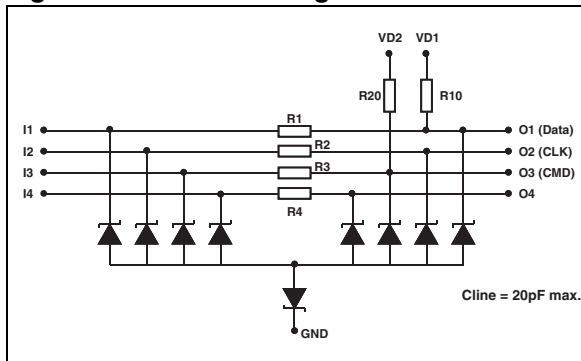 VD2 VD1
R20 R10
R1
I1 O1 (Data)
R2
I2 O2 (CLK)
R3
I3 O3 (CMD)
I4 O4
R4
Cline = 20pF max.
GND